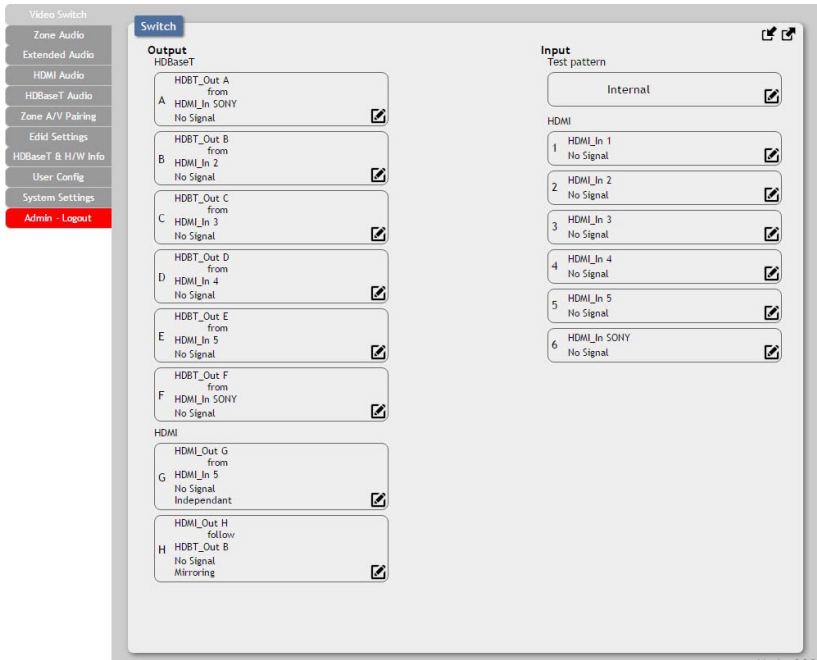 Video Switch
Zone Audio
Extended Audio
HDMI Audio
HDBaseT Audio
Zone A/V Pairing
Edid Settings
HDBaseT & H/W Info
User Config
System Settings
Admin - Logout
Switch
Output
HDBaseT
HDBT_Out A
from
A
HDMI_In SONY
No Signal
HDBT_Out B
from
B
HDMI_In 2
No Signal
HDBT_Out C
from
C
HDMI_In 3
No Signal
HDBT_Out D
from
D
HDMI_In 4
No Signal
HDBT_Out E
from
E
HDMI_In 5
No Signal
HDBT_Out F
from
F
HDMI_In SONY
No Signal
HDMI
HDMI_Out G
from
G
HDMI_In 5
No Signal
Independant
HDMI_Out H
follow
H
HDBT_Out B
No Signal
Mirroring
Input
Test pattern
Internal
HDMI
1
HDMI_In 1
No Signal
2
HDMI_In 2
No Signal
3
HDMI_In 3
No Signal
4
HDMI_In 4
No Signal
5
HDMI_In 5
No Signal
6
HDMI_In SONY
No Signal